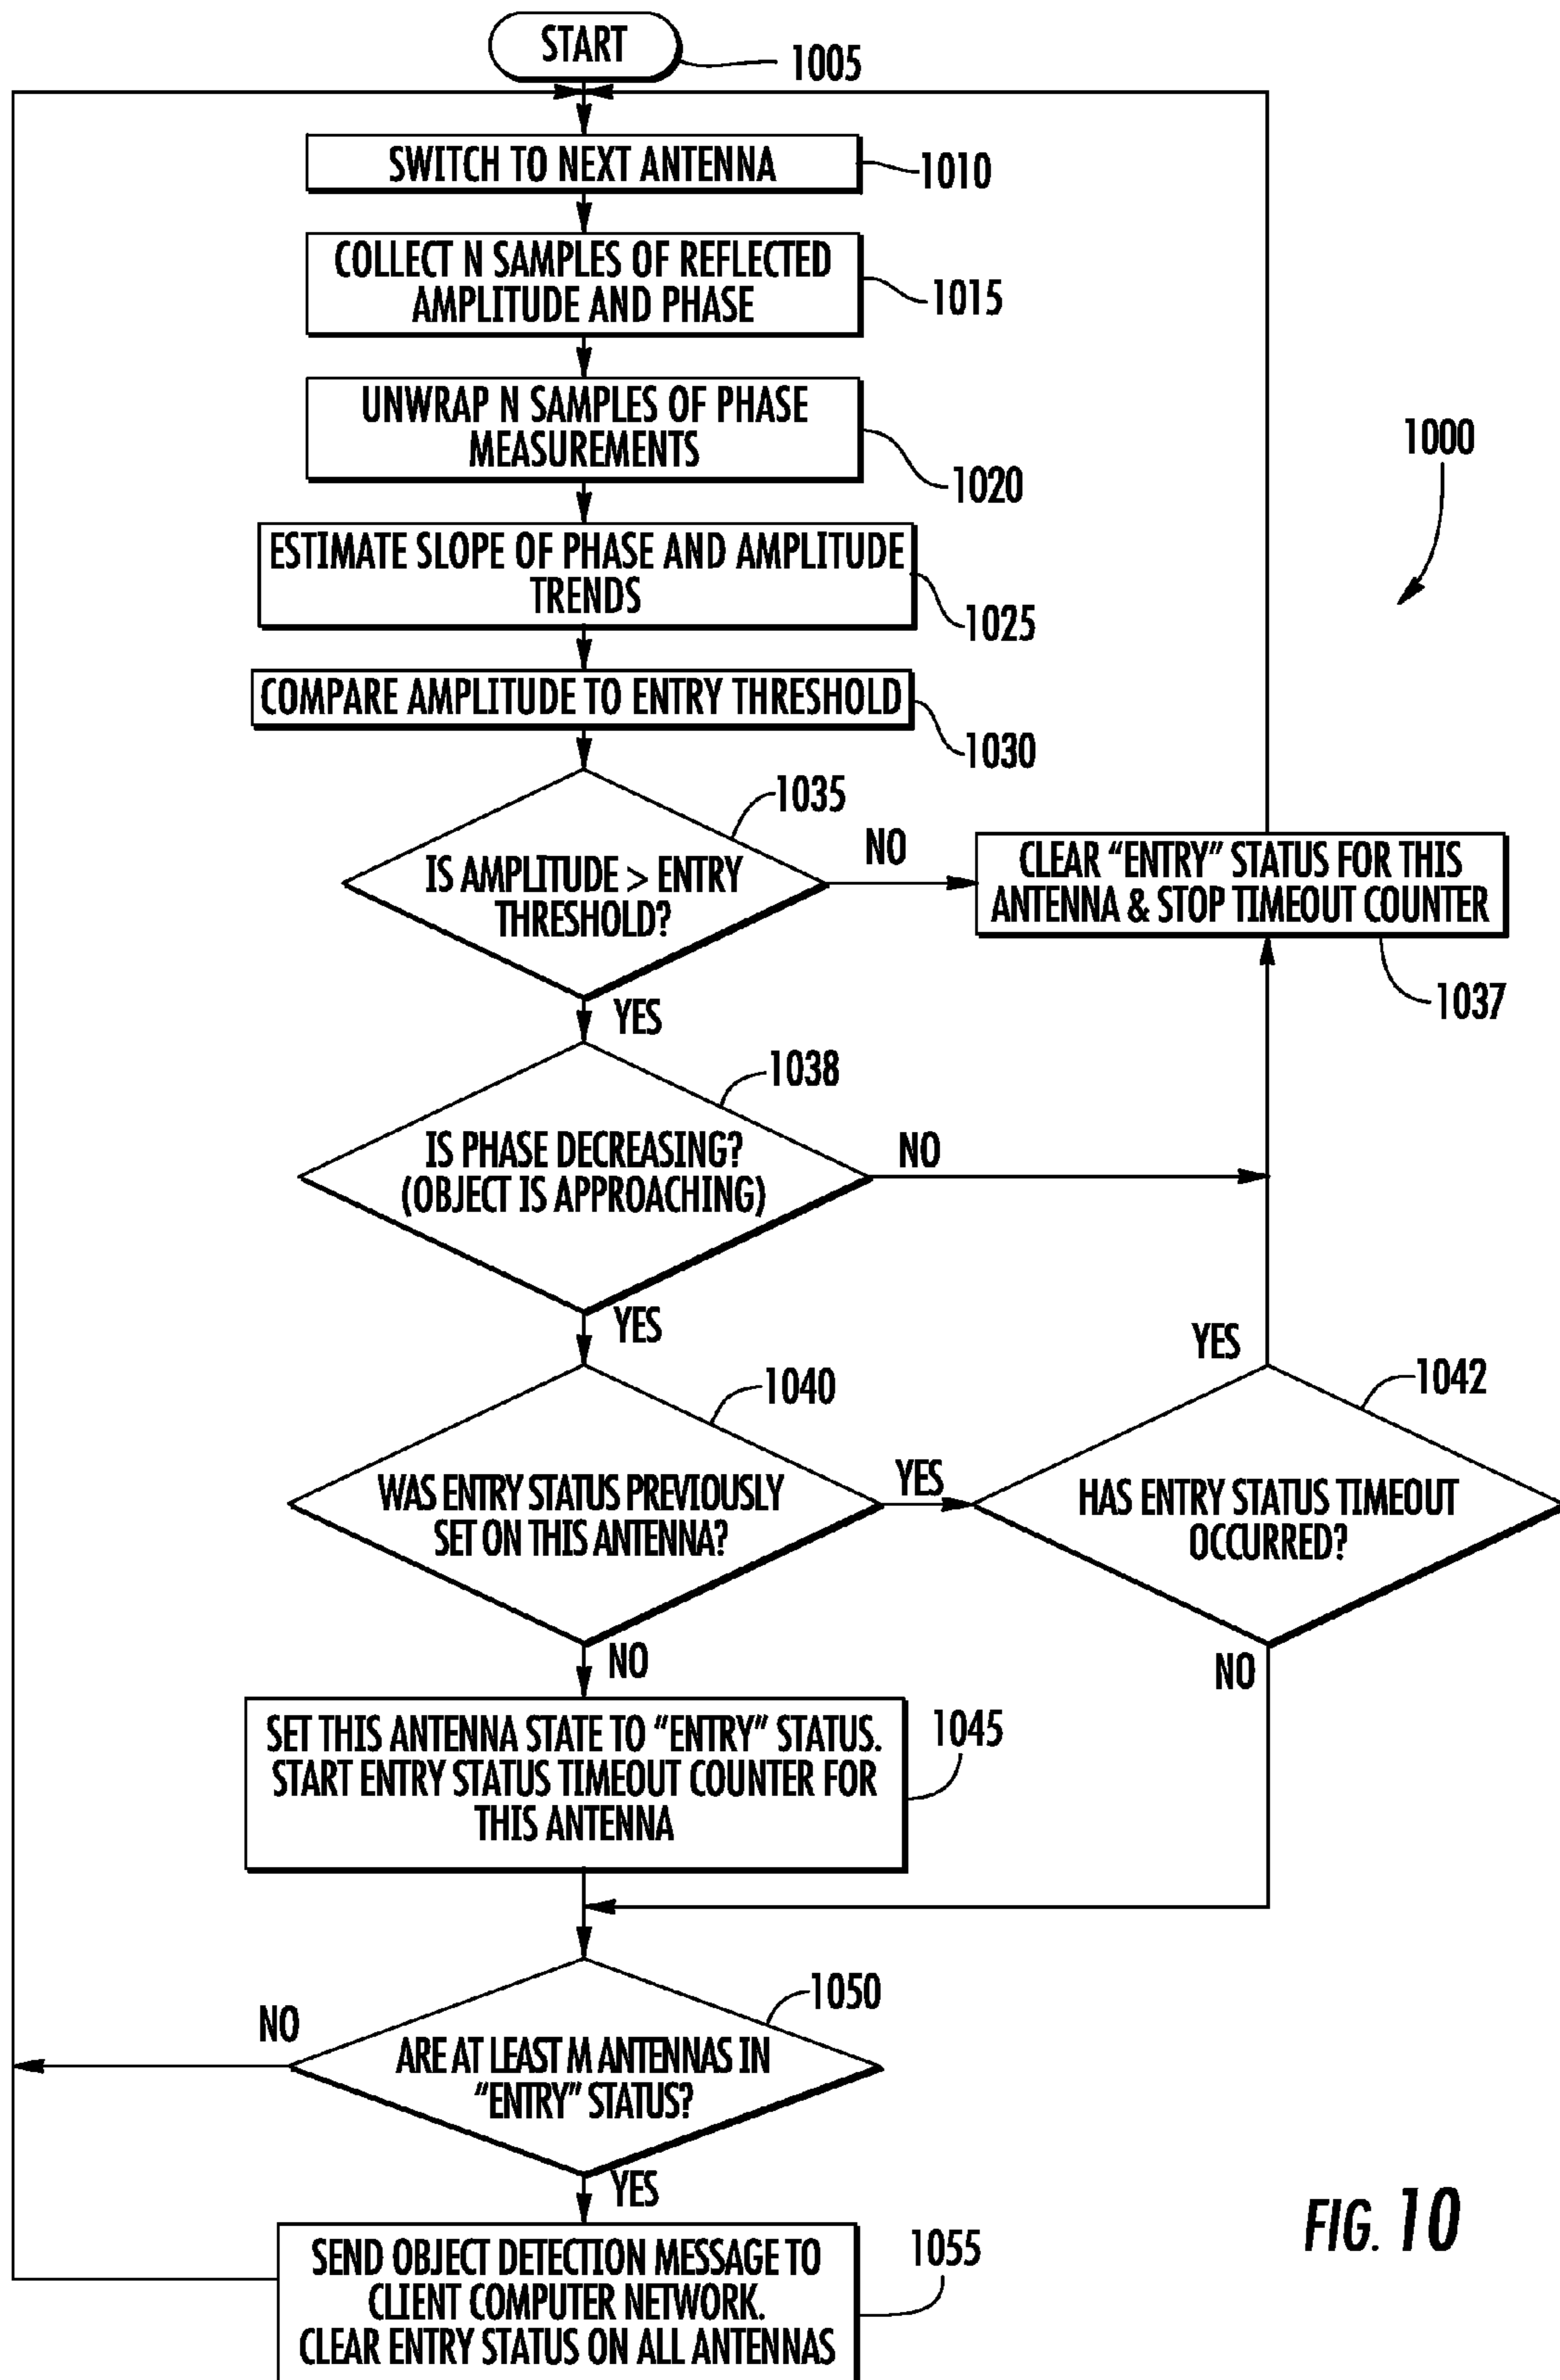 START
1005
SWITCH TO NEXT ANTENNA
1010
COLLECT N SAMPLES OF REFLECTED
AMPLITUDE AND PHASE
1015
UNWRAP N SAMPLES OF PHASE
MEASUREMENTS
1020
1000
ESTIMATE SLOPE OF PHASE AND AMPLITUDE
TRENDS
1025
COMPARE AMPLITUDE TO ENTRY THRESHOLD
1030
1035
IS AMPLITUDE > ENTRY
THRESHOLD?
NO
CLEAR “ENTRY” STATUS FOR THIS
ANTENNA & STOP TIMEOUT COUNTER
1037
YES
1038
IS PHASE DECREASING?
(OBJECT IS APPROACHING)
NO
YES
1040
WAS ENTRY STATUS PREVIOUSLY
SET ON THIS ANTENNA?
YES
YES
1042
HAS ENTRY STATUS TIMEOUT
OCCURRED?
NO
NO
SET THIS ANTENNA STATE TO “ENTRY” STATUS.
START ENTRY STATUS TIMEOUT COUNTER FOR
THIS ANTENNA
1045
1050
NO
ARE AT LEAST M ANTENNAS IN
“ENTRY” STATUS?
YES
SEND OBJECT DETECTION MESSAGE TO
CLIENT COMPUTER NETWORK.
CLEAR ENTRY STATUS ON ALL ANTENNAS
1055
FIG. 10